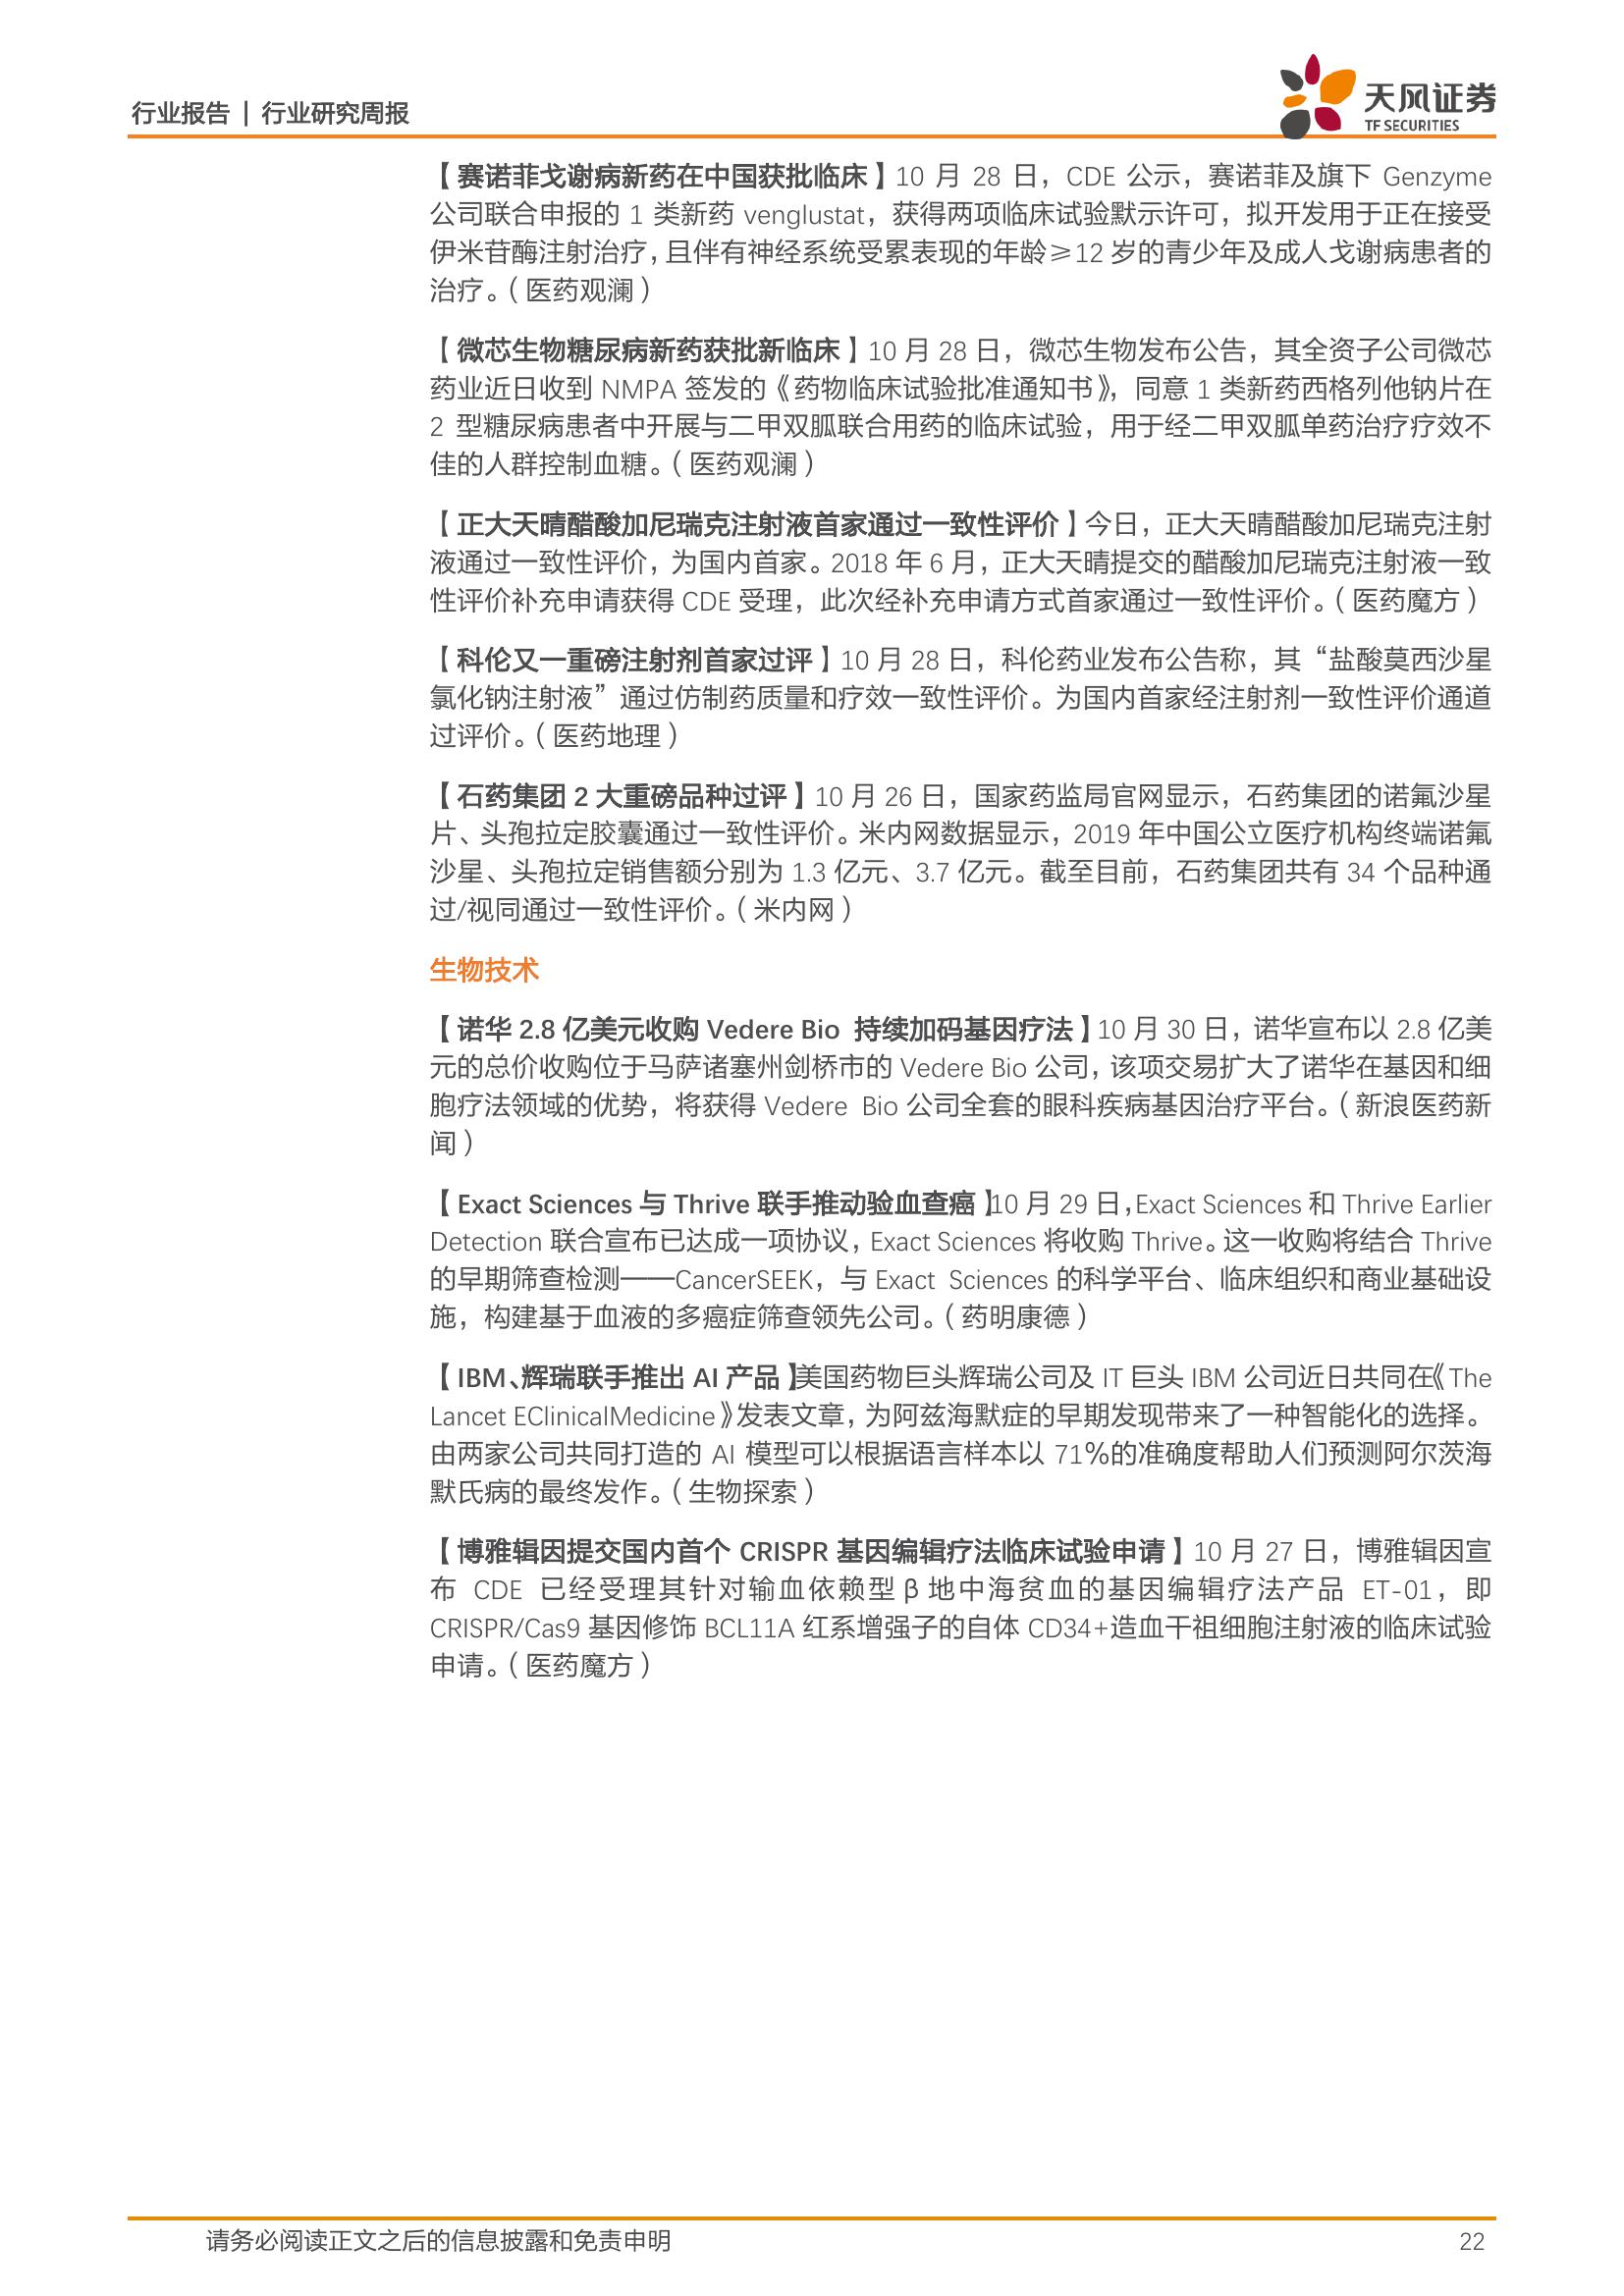 行业报告 | 行业研究周报
天风证券
TF SECURITIES
【赛诺菲戈谢病新药在中国获批临床】10 月 28 日，CDE 公示，赛诺菲及旗下 Genzyme
公司联合申报的 1 类新药 venglustat，获得两项临床试验默示许可，拟开发用于正在接受
伊米苷酶注射治疗，且伴有神经系统受累表现的年龄≥12 岁的青少年及成人戈谢病患者的
治疗。（医药观澜）
【微芯生物糖尿病新药获批新临床】10 月 28 日，微芯生物发布公告，其全资子公司微芯
药业近日收到 NMPA 签发的《药物临床试验批准通知书》，同意 1 类新药西格列他钠片在
2 型糖尿病患者中开展与二甲双胍联合用药的临床试验，用于经二甲双胍单药治疗疗效不
佳的人群控制血糖。（医药观澜）
【正大天晴醋酸加尼瑞克注射液首家通过一致性评价】今日，正大天晴醋酸加尼瑞克注射
液通过一致性评价，为国内首家。2018 年 6 月，正大天晴提交的醋酸加尼瑞克注射液一致
性评价补充申请获得 CDE 受理，此次经补充申请方式首家通过一致性评价。（医药魔方）
【科伦又一重磅注射剂首家过评】10 月 28 日，科伦药业发布公告称，其“盐酸莫西沙星
氯化钠注射液”通过仿制药质量和疗效一致性评价。为国内首家经注射剂一致性评价通道
过评价。（医药地理）
【石药集团 2 大重磅品种过评】10 月 26 日，国家药监局官网显示，石药集团的诺氟沙星
片、头孢拉定胶囊通过一致性评价。米内网数据显示，2019 年中国公立医疗机构终端诺氟
沙星、头孢拉定销售额分别为 1.3 亿元、3.7 亿元。截至目前，石药集团共有 34 个品种通
过/视同通过一致性评价。（米内网）
生物技术
【诺华 2.8 亿美元收购 Vedere Bio 持续加码基因疗法】10 月 30 日，诺华宣布以 2.8 亿美
元的总价收购位于马萨诸塞州剑桥市的 Vedere Bio 公司，该项交易扩大了诺华在基因和细
胞疗法领域的优势，将获得 Vedere Bio 公司全套的眼科疾病基因治疗平台。（新浪医药新
闻）
【Exact Sciences 与 Thrive 联手推动验血查癌】10 月 29 日，Exact Sciences 和 Thrive Earlier
Detection 联合宣布已达成一项协议，Exact Sciences 将收购 Thrive。这一收购将结合 Thrive
的早期筛查检测——CancerSEEK，与 Exact Sciences 的科学平台、临床组织和商业基础设
施，构建基于血液的多癌症筛查领先公司。（药明康德）
【IBM、辉瑞联手推出 AI 产品】美国药物巨头辉瑞公司及 IT 巨头 IBM 公司近日共同在《The
Lancet EClinicalMedicine》发表文章，为阿兹海默症的早期发现带来了一种智能化的选择。
由两家公司共同打造的 AI 模型可以根据语言样本以 71%的准确度帮助人们预测阿尔茨海
默氏病的最终发作。（生物探索）
【博雅辑因提交国内首个 CRISPR 基因编辑疗法临床试验申请】10 月 27 日，博雅辑因宣
布 CDE 已经受理其针对输血依赖型β地中海贫血的基因编辑疗法产品 ET-01，即
CRISPR/Cas9 基因修饰 BCL11A 红系增强子的自体 CD34+造血干祖细胞注射液的临床试验
申请。（医药魔方）
请务必阅读正文之后的信息披露和免责申明
22